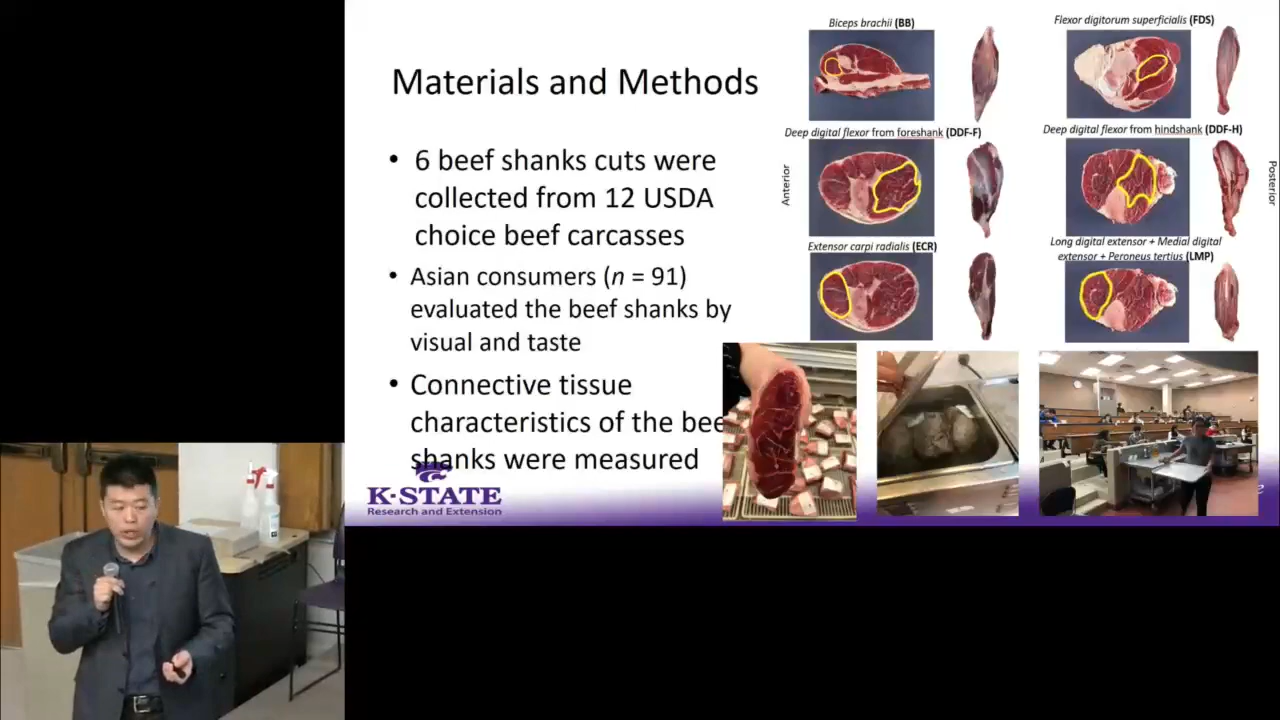 Materials and Methods
• 6 beef shanks cuts were
collected from 12 USDA
choice beef carcasses
• Asian consumers (n = 91)
evaluated the beef shanks by
visual and taste
• Connective tissue
characteristics of the bee
shanks were measured
K-STATE
Research and Extension
Biceps brachii (BB)
Flexor digitorum superficialis (FDS)
Deep digital flexor from foreshank (DDF-F)
Deep digital flexor from hindshank (DDF-H)
Anterior
Posterior
Extensor carpi radialis (ECR)
Long digital extensor + Medial digital
extensor + Peroneus tertius (LMP)